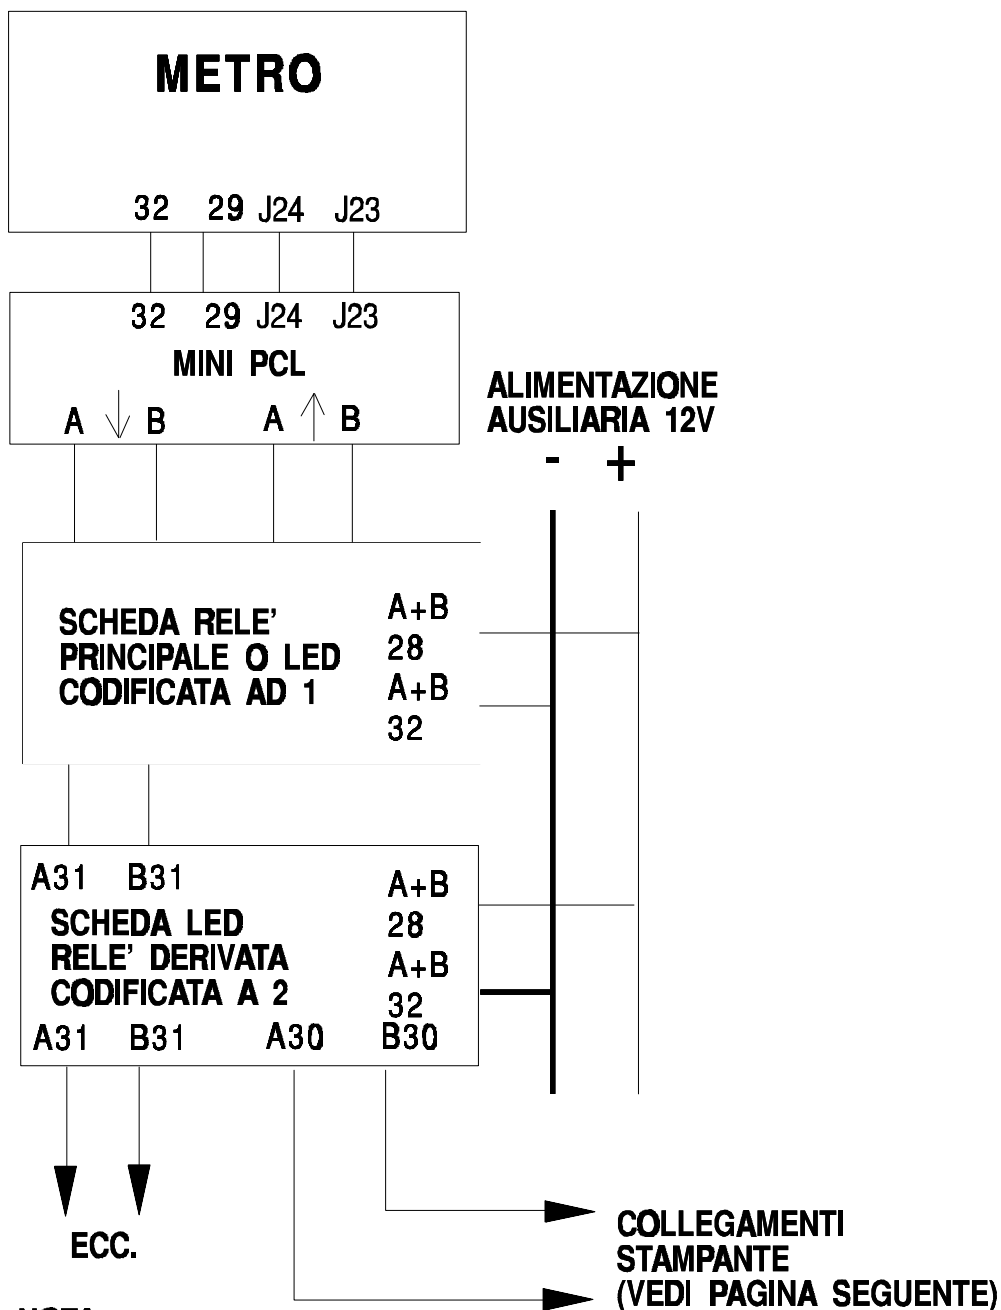 METRO
32 29 J24 J23
32 29 J24 J23
MINI PCL
A B A B
ALIMENTAZIONE
AUSILIARIA 12V
- +
SCHEDA RELE'
PRINCIPALE O LED
CODIFICATA AD 1
A+B
28
A+B
32
A31 B31
SCHEDA LED
RELE' DERIVATA
CODIFICATA A 2
A+B
28
A+B
32
A31 B31 A30 B30
ECC.
COLLEGAMENTI
STAMPANTE
(VEDI PAGINA SEGUENTE)